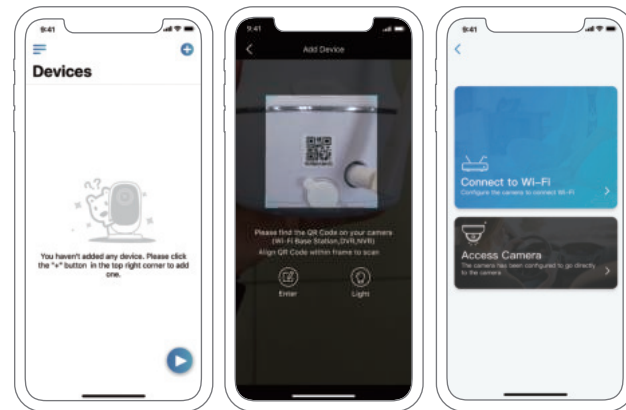 9:41
Devices
You haven't added any device. Please click
the "+" button in the top right corner to add
one.
9:41
Add Device
Please find the QR Code on your camera
(Wi-Fi Base Station,DVR,NVR)
Align QR Code within frame to scan
Enter
Light
9:41
Connect to Wi-Fi
Configure the camera to connect Wi-Fi
Access Camera
The camera has been configured to go directly
to the camera.